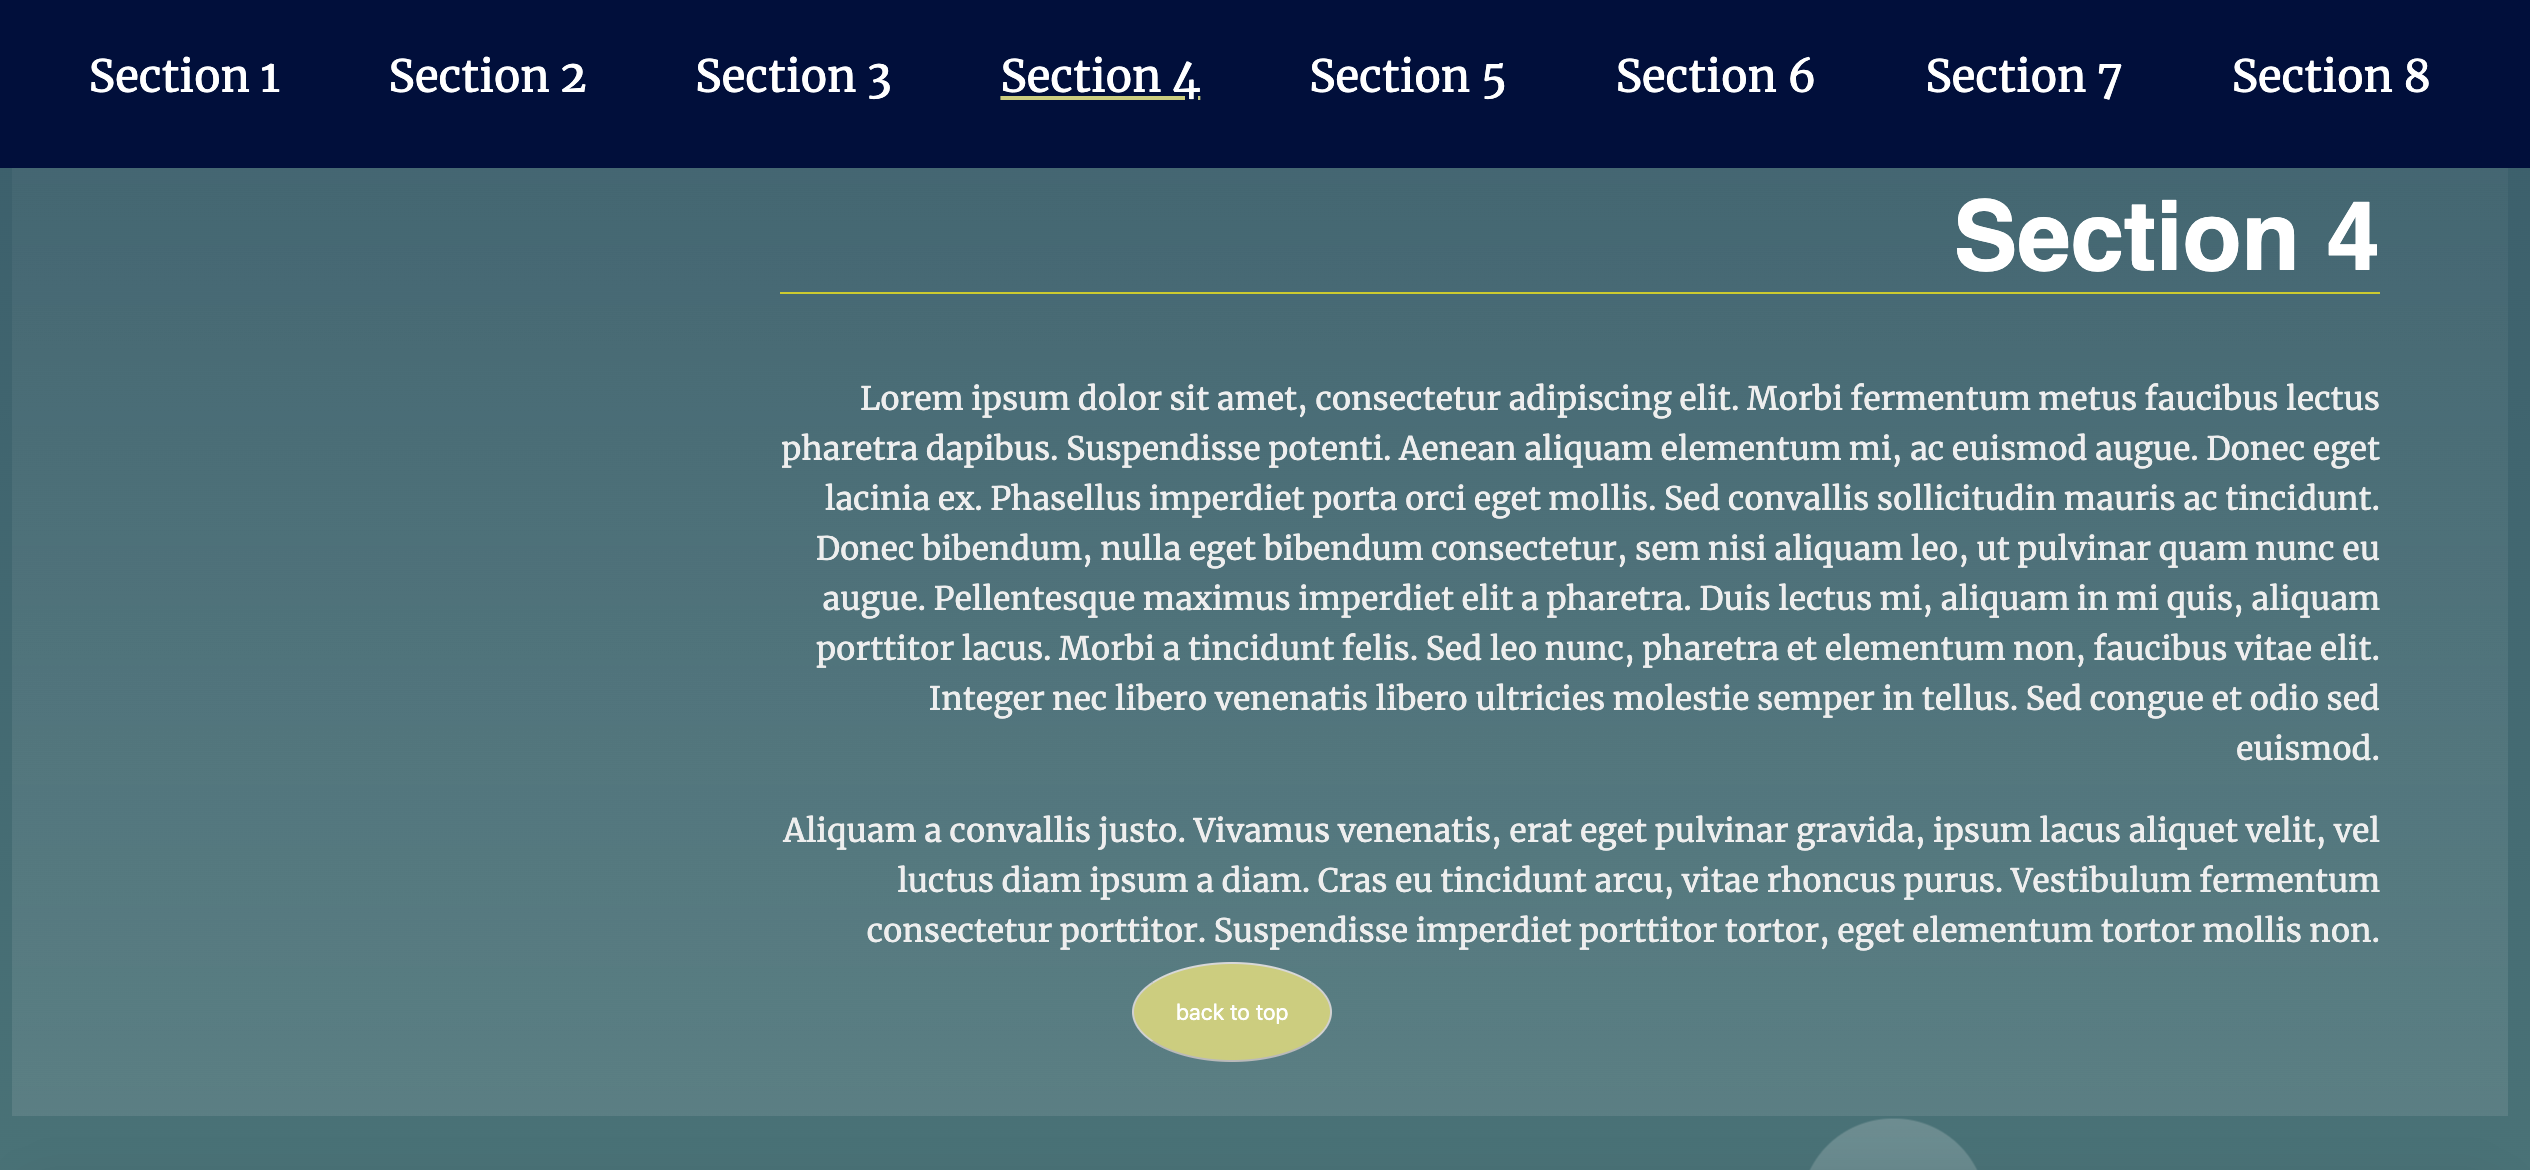 Section 1 Section 2 Section 3 Section 4 Section 5 Section 6 Section 7 Section 8
Section 4
Lorem ipsum dolor sit amet, consectetur adipiscing elit. Morbi fermentum metus faucibus lectus
pharetra dapibus. Suspendisse potenti. Aenean aliquam elementum mi, ac euismod augue. Donec eget
lacinia ex. Phasellus imperdiet porta orci eget mollis. Sed convallis sollicitudin mauris ac tincidunt.
Donec bibendum, nulla eget bibendum consectetur, sem nisi aliquam leo, ut pulvinar quam nunc eu
augue. Pellentesque maximus imperdiet elit a pharetra. Duis lectus mi, aliquam in mi quis, aliquam
porttitor lacus. Morbi a tincidunt felis. Sed leo nunc, pharetra et elementum non, faucibus vitae elit.
Integer nec libero venenatis libero ultricies molestie semper in tellus. Sed congue et odio sed
euismod.
Aliquam a convallis justo. Vivamus venenatis, erat eget pulvinar gravida, ipsum lacus aliquet velit, vel
luctus diam ipsum a diam. Cras eu tincidunt arcu, vitae rhoncus purus. Vestibulum fermentum
consectetur porttitor. Suspendisse imperdiet porttitor tortor, eget elementum tortor mollis non.
back to top